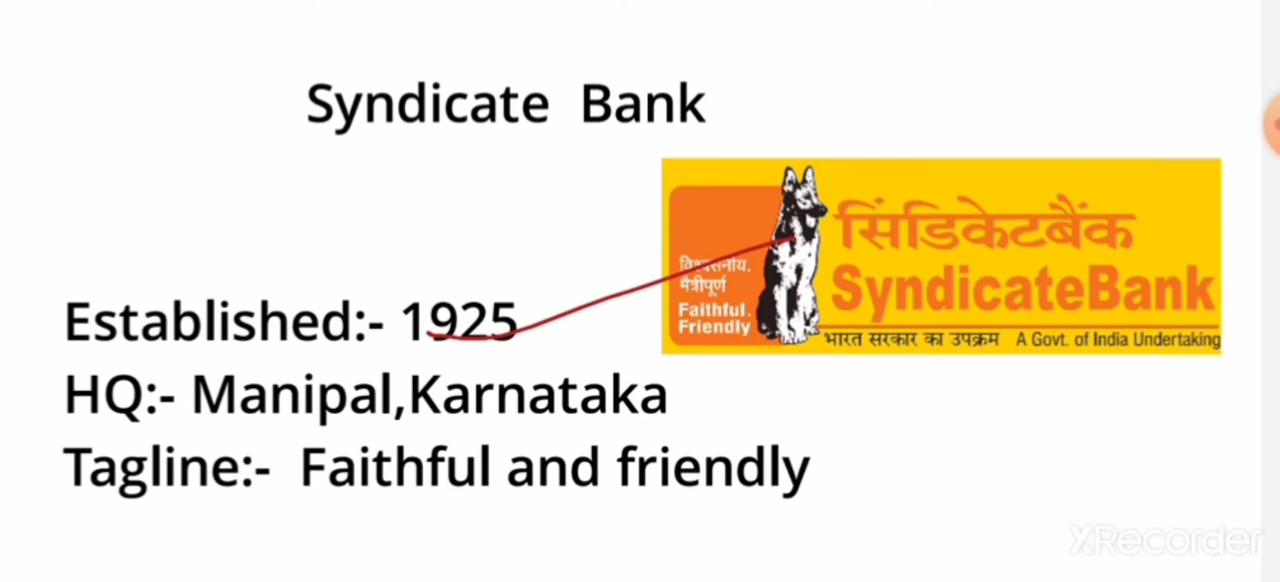 Syndicate Bank
सिंडिकेटबैंक
SyndicateBank
विश्वसनीय.
मैत्रीपूर्ण
Faithful.
Friendly
भारत सरकार का उपक्रम A Govt. of India Undertaking
Established:- 1925
HQ:- Manipal,Karnataka
Tagline:- Faithful and friendly
XRecorder